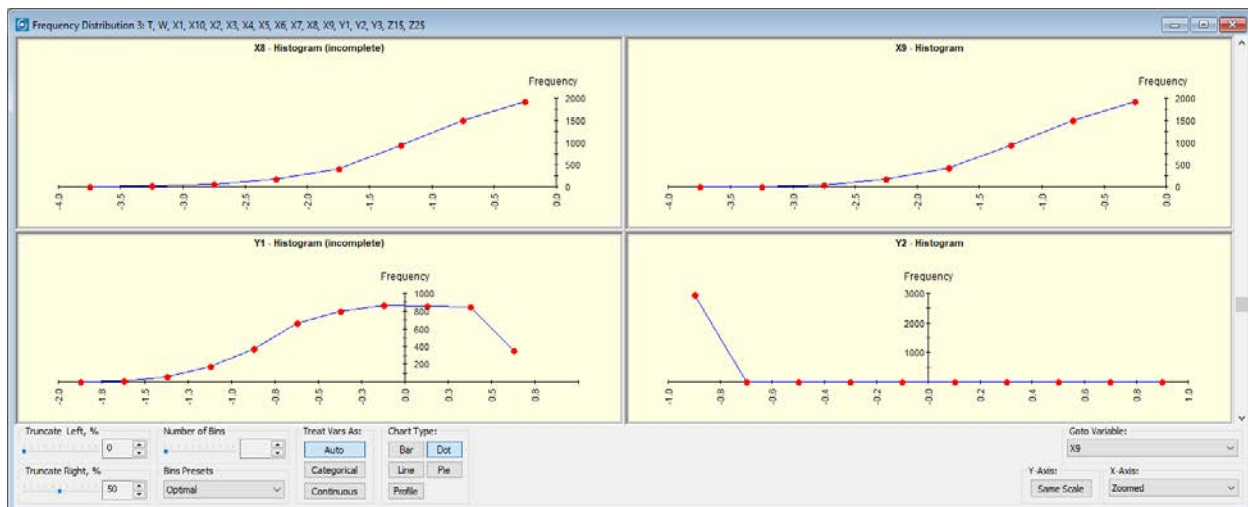 Frequency Distribution 3: T, W, X1, X10, X2, X3, X4, X5, X6, X7, X8, X9, Y1, Y2, Y3, Z1$, Z2$
X8 - Histogram (incomplete)
Frequency
2000
1500
1000
500
0
-4.0 -3.5 -3.0 -2.5 -2.0 -1.5 -1.0 -0.5 0.0
X9 - Histogram
Frequency
2000
1500
1000
500
0
-4.0 -3.5 -3.0 -2.5 -2.0 -1.5 -1.0 -0.5 0.0
Y1 - Histogram (incomplete)
Frequency
1000
800
600
400
200
-2.0 -1.8 -1.5 -1.3 -1.0 -0.8 -0.5 -0.3 0.0 0.3 0.5 0.8
Y2 - Histogram
Frequency
3000
2000
1000
-1.0 -0.8 -0.6 -0.4 -0.2 -0.0 0.2 0.4 0.6 0.8 1.0
Truncate Left, % Number of Bins Treat Vars As: Chart Type: Goto Variable:
0 Auto Bar Dot X9
Truncate Right, % Bins Presets Categorical Line Pie Y-Axis: X-Axis:
50 Optimal Continuous Profile Same Scale Zoomed